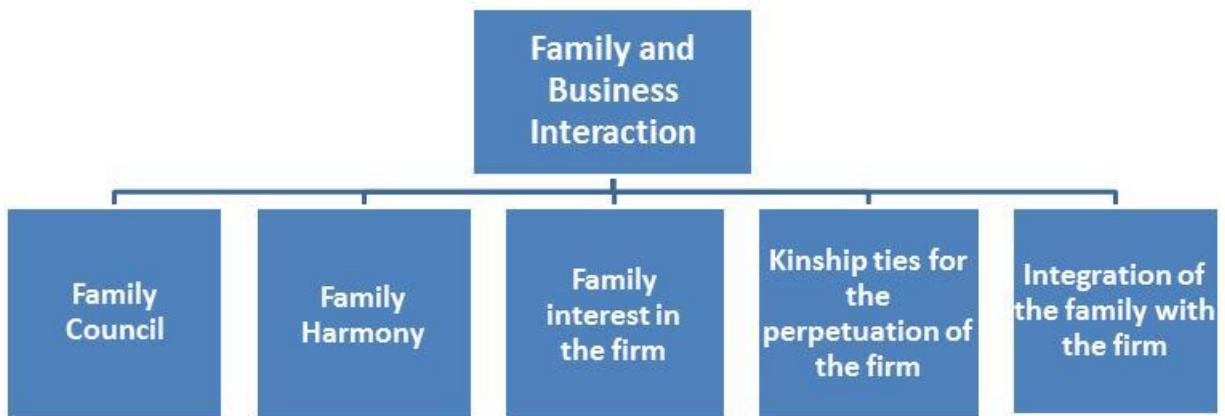 Family and
Business
Interaction
Family
Council
Family
Harmony
Family
interest in
the firm
Kinship ties for
the
perpetuation of
the firm
Integration of
the family with
the firm